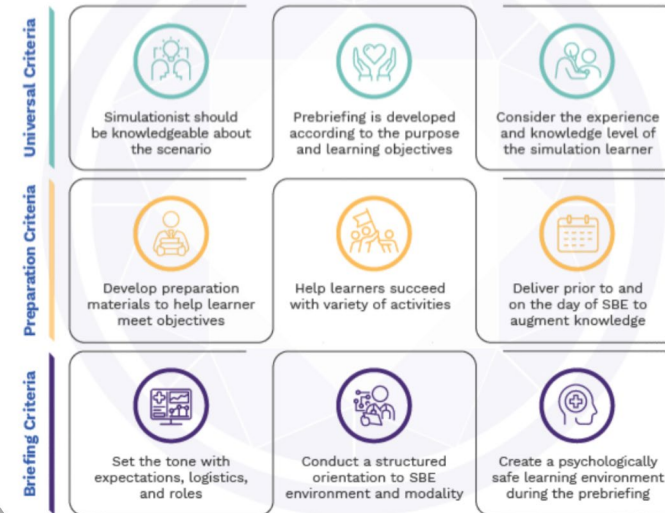 Universal Criteria
Simulationist should
be knowledgeable about
the scenario
Prebriefing is developed
according to the purpose
and learning objectives
Consider the experience
and knowledge level of
the simulation learner
Preparation Criteria
Develop preparation
materials to help learner
meet objectives
Help learners succeed
with variety of activities
Deliver prior to and
on the day of SBE to
augment knowledge
Briefing Criteria
Set the tone with
expectations, logistics,
and roles
Conduct a structured
orientation to SBE
environment and modality
Create a psychologically
safe learning environment
during the prebriefing